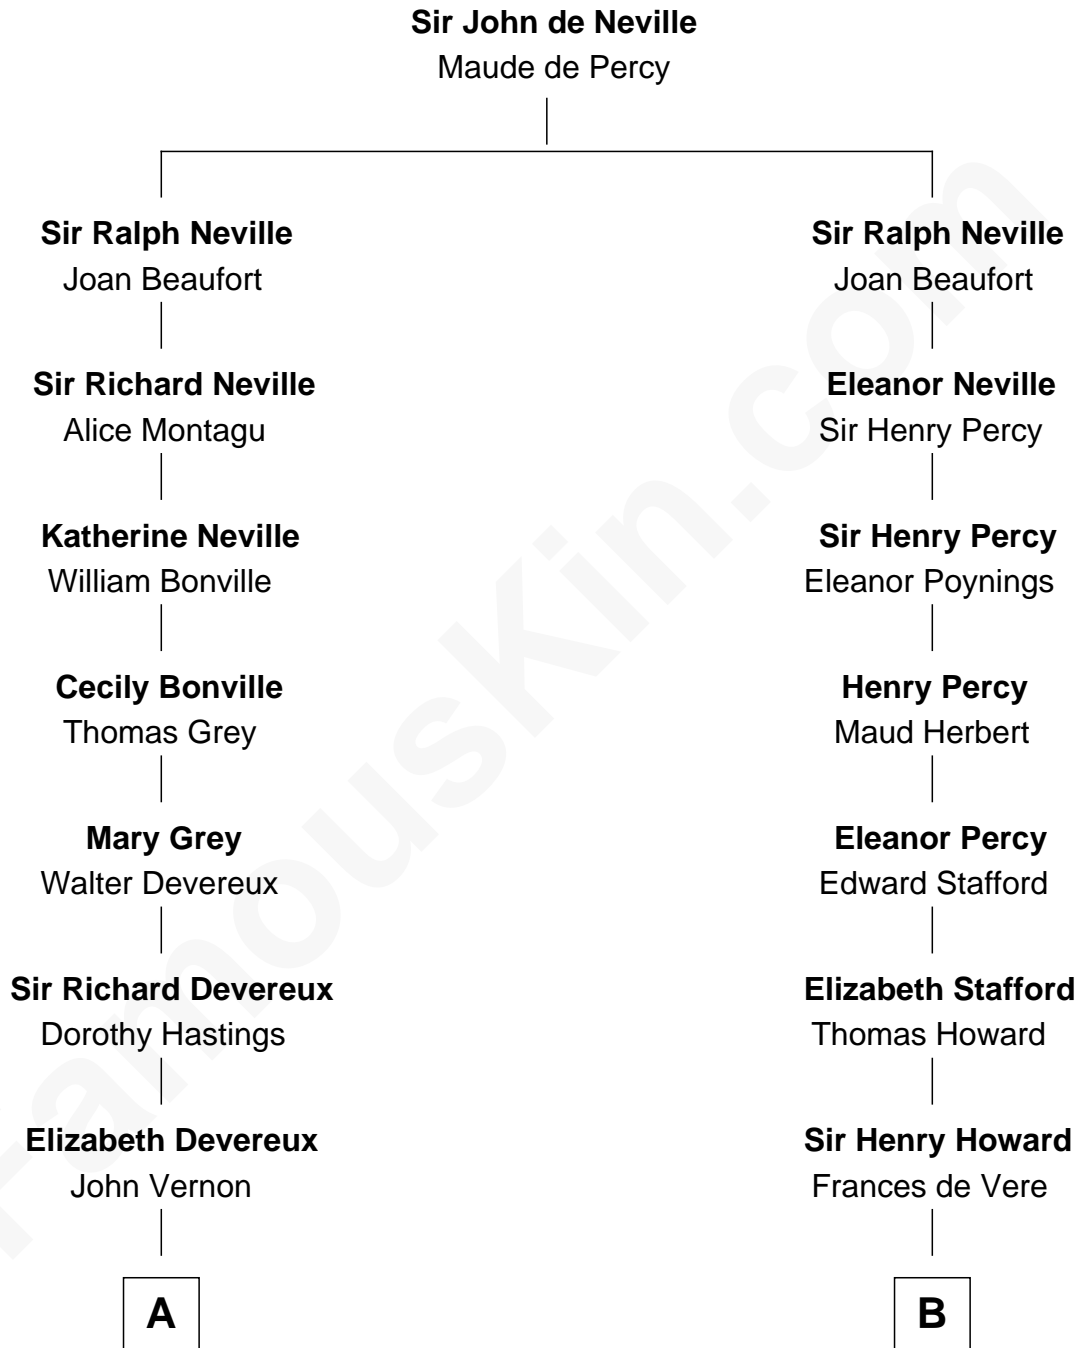 Sir John de Neville
Maude de Percy
Sir Ralph Neville
Joan Beaufort
Sir Richard Neville
Alice Montagu
Katherine Neville
William Bonville
Cecily Bonville
Thomas Grey
Mary Grey
Walter Devereux
Sir Richard Devereux
Dorothy Hastings
Elizabeth Devereux
John Vernon
A
Sir Ralph Neville
Joan Beaufort
Eleanor Neville
Sir Henry Percy
Sir Henry Percy
Eleanor Poynings
Henry Percy
Maud Herbert
Eleanor Percy
Edward Stafford
Elizabeth Stafford
Thomas Howard
Sir Henry Howard
Frances de Vere
B
FamousKin.com